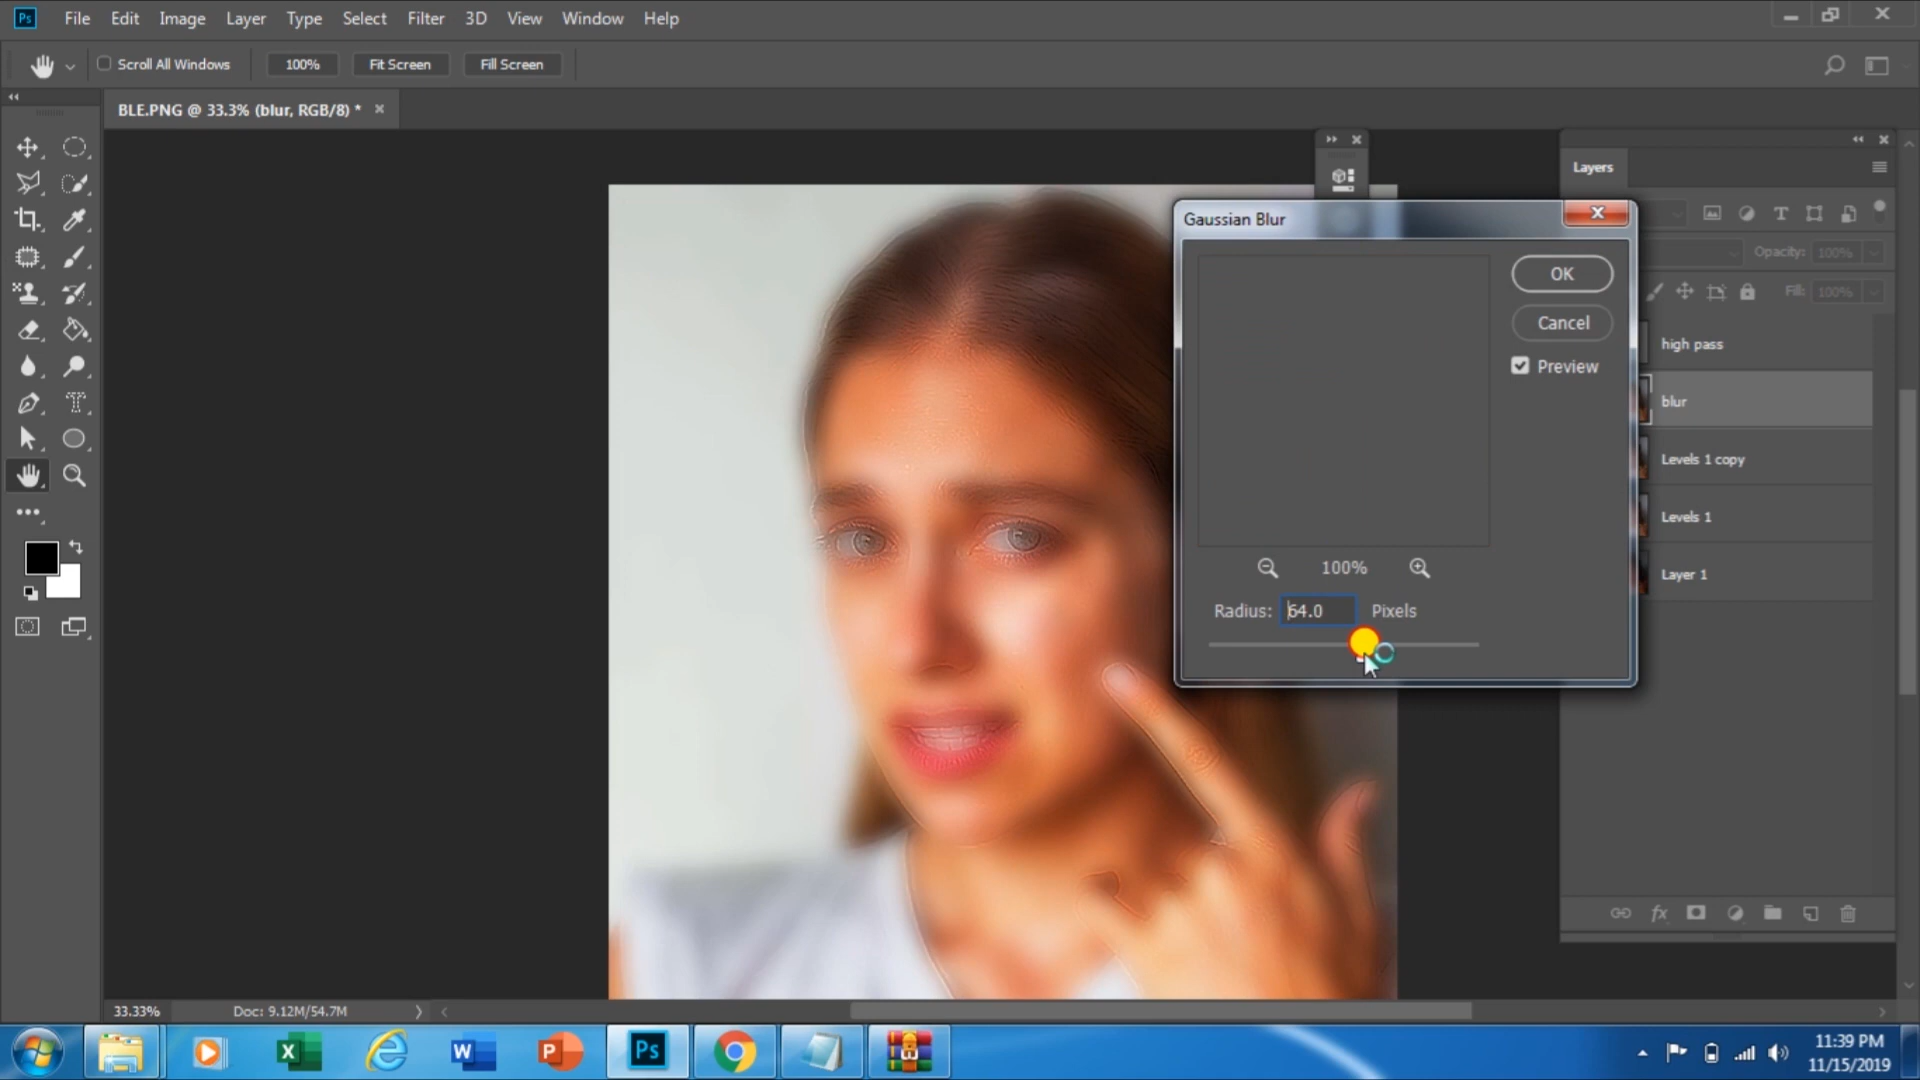 Ps File Edit Image Layer Type Select Filter 3D View Window Help
Scroll All Windows 100% Fit Screen Fill Screen
BLE.PNG @ 33.3% (blur, RGB/8) *
Layers
Gaussian Blur
OK
Opacity: 100%
Fill: 100%
Cancel
high pass
Preview
blur
Levels 1 copy
Levels 1
100%
Layer 1
Radius: 64.0 Pixels
fx
33.33% Doc: 9.12M/54.7M
11:39 PM
11/15/2019